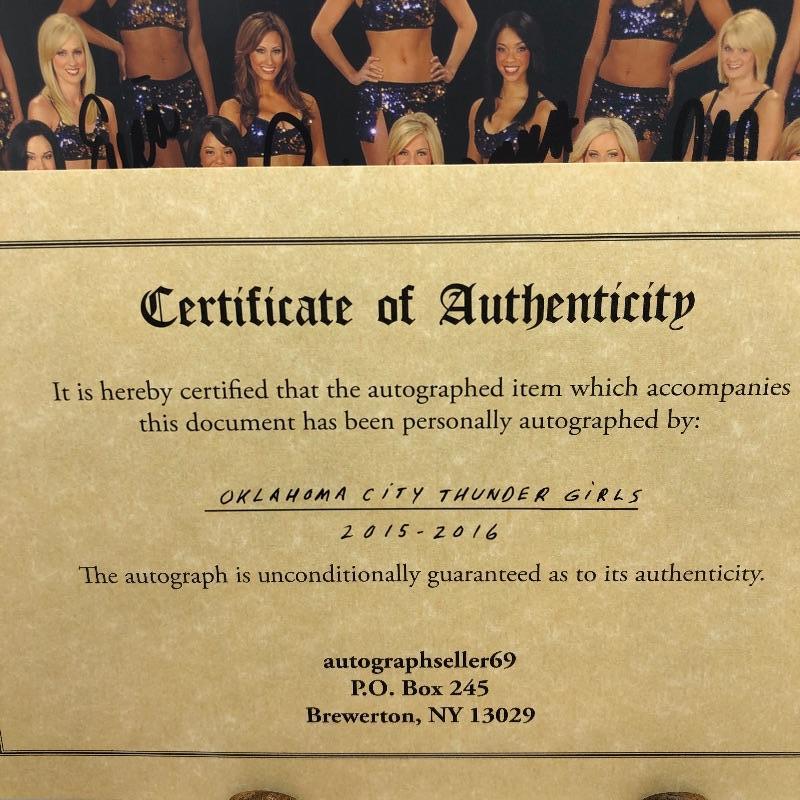 Certificate of Authenticity
It is hereby certified that the autographed item which accompanies
this document has been personally autographed by:
OKLAHOMA CITY THUNDER GIRLS
2015-2016
The autograph is unconditionally guaranteed as to its authenticity.
autographseller69
P.O. Box 245
Brewerton, NY 13029